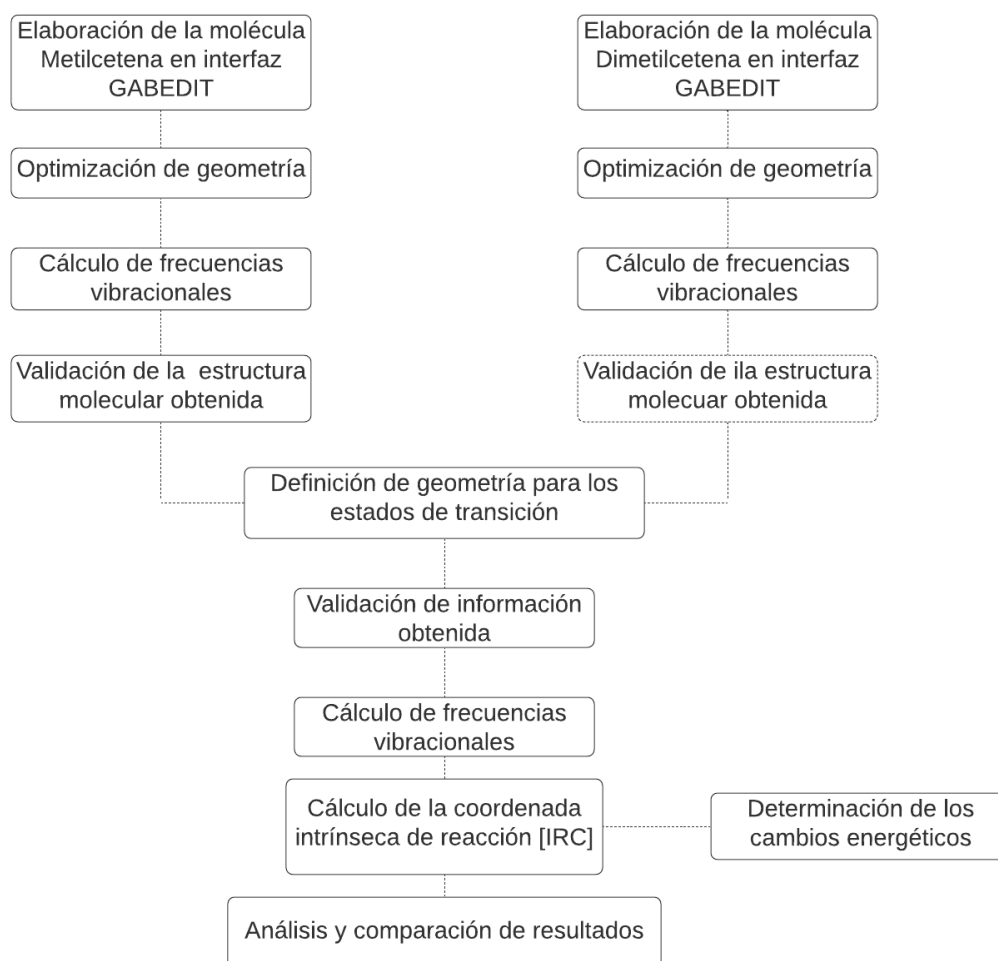 Elaboración de la molécula
Metilcetena en interfaz
GABEDIT
Elaboración de la molécula
Dimetilcetena en interfaz
GABEDIT
Optimización de geometría
Optimización de geometría
Cálculo de frecuencias
vibracionales
Cálculo de frecuencias
vibracionales
Validación de la estructura
molecular obtenida
Validación de ila estructura
molecuar obtenida
Definición de geometría para los
estados de transición
Validación de información
obtenida
Cálculo de frecuencias
vibracionales
Cálculo de la coordenada
intrínseca de reacción [IRC]
Determinación de los
cambios energéticos
Análisis y comparación de resultados